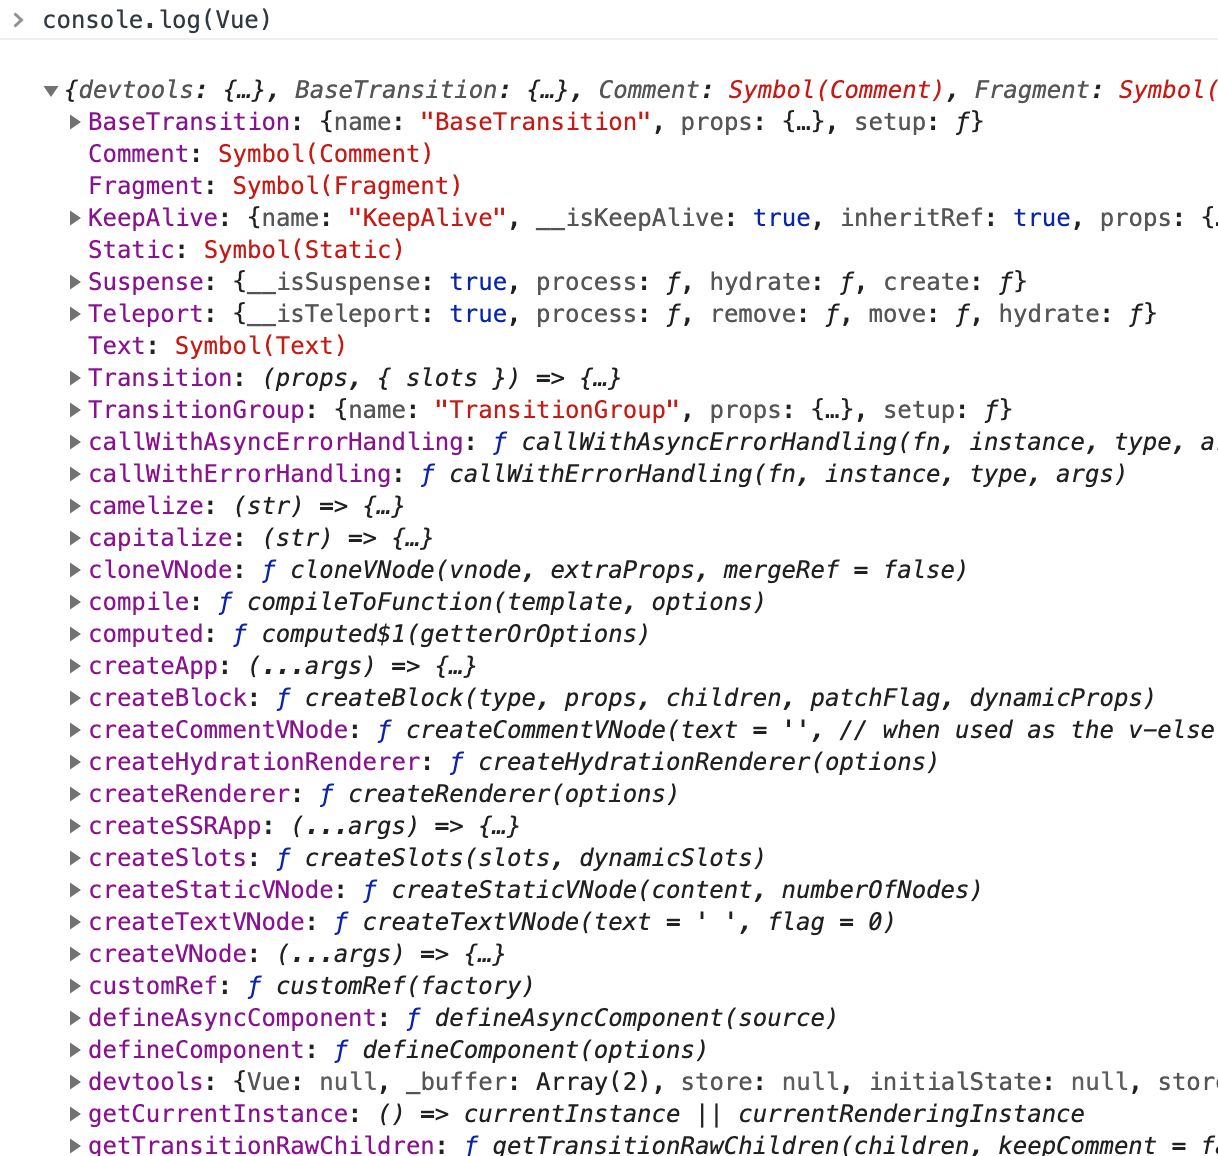 > console.log(Vue)
▼{devtools: {…}, BaseTransition: {…}, Comment: Symbol(Comment), Fragment: Symbol(
▶BaseTransition: {name: "BaseTransition", props: {…}, setup: ƒ}
Comment: Symbol(Comment)
Fragment: Symbol(Fragment)
▶KeepAlive: {name: "KeepAlive", __isKeepAlive: true, inheritRef: true, props: {…
Static: Symbol(Static)
▶Suspense: {__isSuspense: true, process: ƒ, hydrate: ƒ, create: ƒ}
▶Teleport: {__isTeleport: true, process: ƒ, remove: ƒ, move: ƒ, hydrate: ƒ}
Text: Symbol(Text)
▶Transition: (props, { slots }) => {…}
▶TransitionGroup: {name: "TransitionGroup", props: {…}, setup: ƒ}
▶callWithAsyncErrorHandling: ƒ callWithAsyncErrorHandling(fn, instance, type, a
▶callWithErrorHandling: ƒ callWithErrorHandling(fn, instance, type, args)
▶camelize: (str) => {…}
▶capitalize: (str) => {…}
▶cloneVNode: ƒ cloneVNode(vnode, extraProps, mergeRef = false)
▶compile: ƒ compileToFunction(template, options)
▶computed: ƒ computed$1(getterOrOptions)
▶createApp: (...args) => {…}
▶createBlock: ƒ createBlock(type, props, children, patchFlag, dynamicProps)
▶createCommentVNode: ƒ createCommentVNode(text = '', // when used as the v-else
▶createHydrationRenderer: ƒ createHydrationRenderer(options)
▶createRenderer: ƒ createRenderer(options)
▶createSSRApp: (...args) => {…}
▶createSlots: ƒ createSlots(slots, dynamicSlots)
▶createStaticVNode: ƒ createStaticVNode(content, numberOfNodes)
▶createTextVNode: ƒ createTextVNode(text = ' ', flag = 0)
▶createVNode: (...args) => {…}
▶customRef: ƒ customRef(factory)
▶defineAsyncComponent: ƒ defineAsyncComponent(source)
▶defineComponent: ƒ defineComponent(options)
▶devtools: {Vue: null, _buffer: Array(2), store: null, initialState: null, stor
▶getCurrentInstance: () => currentInstance || currentRenderingInstance
▶getTransitionRawChildren: ƒ getTransitionRawChildren(children, keepComment = fa